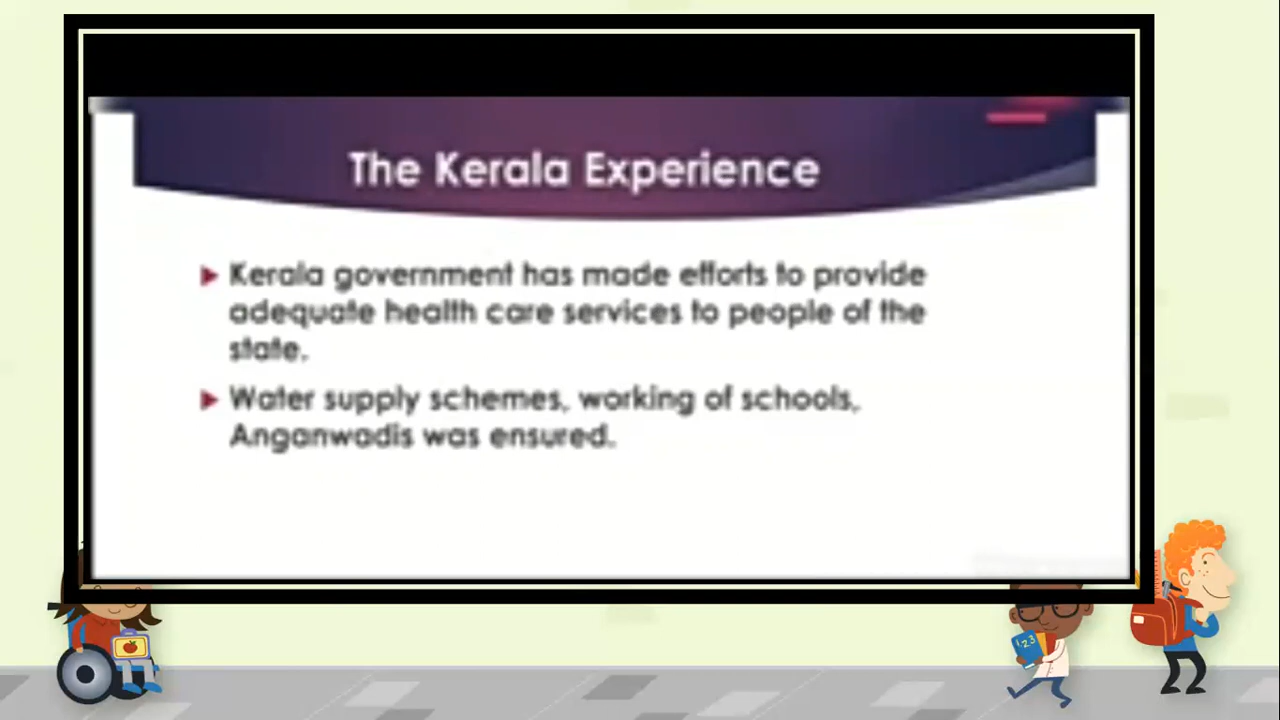 The Kerala Experience
Kerala government has made efforts to provide
adequate health care services to people of the
state.
Water supply schemes, working of schools,
Anganwadis was ensured.
123